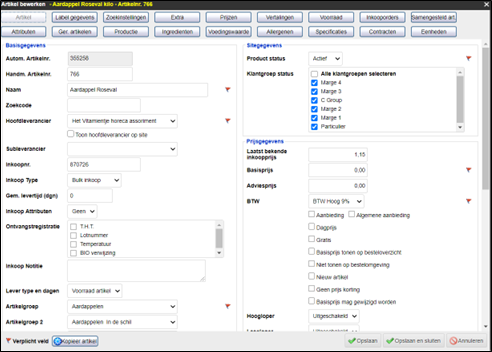 Artikel bewerken - Aardappel Roseval kilo - Artikelnr. 766
Artikel Label gegevens Zoekinstellingen Extra Prijzen Vertalingen Voorraad Inkooporders Samengesteld art.
Attributen Ger. artikelen Productie Ingredienten Voedingswaarde Allergenen Specificaties Contracten Eenheden
Basisgegevens
Autom. Artikelnr. 355256
Handm. Artikelnr. 766
Naam Aardappel Roseval
Zoekcode
Hoofdleverancier Het Vitamientje horeca assortiment
Toon hoofdleverancier op site
Subleverancier
Inkoopnr. 870726
Inkoop Type Bulk inkoop
Gem. levertijd (dgn) 0
Inkoop Attributen Geen
Ontvangstregistratie T.H.T.
Lotnummer
Temperatuur
BIO verwijzing
Inkoop Notitie
Lever type en dagen Voorraad artikel
Artikelgroep Aardappelen
Artikelgroep 2 Aardappelen In de schil
Sitegegevens
Product status Actief
Klantgroep status Alle klantgroepen selecteren
Marge 4
Marge 3
C Group
Marge 2
Marge 1
Particulier
Prijsgegevens
Laatst bekende
inkoopprijs 1,15
Basisprijs 0,00
Adviesprijs 0,00
BTW BTW Hoog 9%
Aanbieding Algemene aanbieding
Dagprijs
Gratis
Basisprijs tonen op besteloverzicht
Niet tonen op bestelomgeving
Nieuw artikel
Geen prijs korting
Basisprijs mag gewijzigd worden
Hoogloper Uitgeschakeld
Verplicht veld Kopieer artikel Opslaan Opslaan en sluiten Annuleren